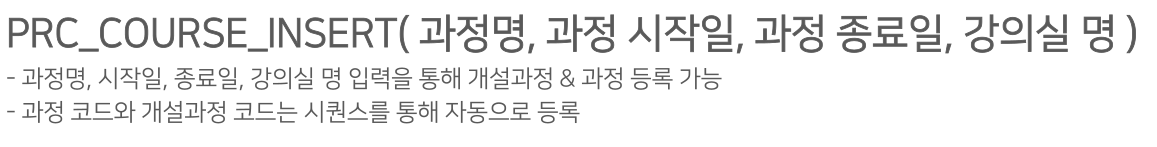 PRC_COURSE_INSERT( 과정명, 과정 시작일, 과정 종료일, 강의실 명 )
- 과정명, 시작일, 종료일, 강의실 명 입력을 통해 개설과정 & 과정 등록 가능
- 과정 코드와 개설과정 코드는 시퀀스를 통해 자동으로 등록